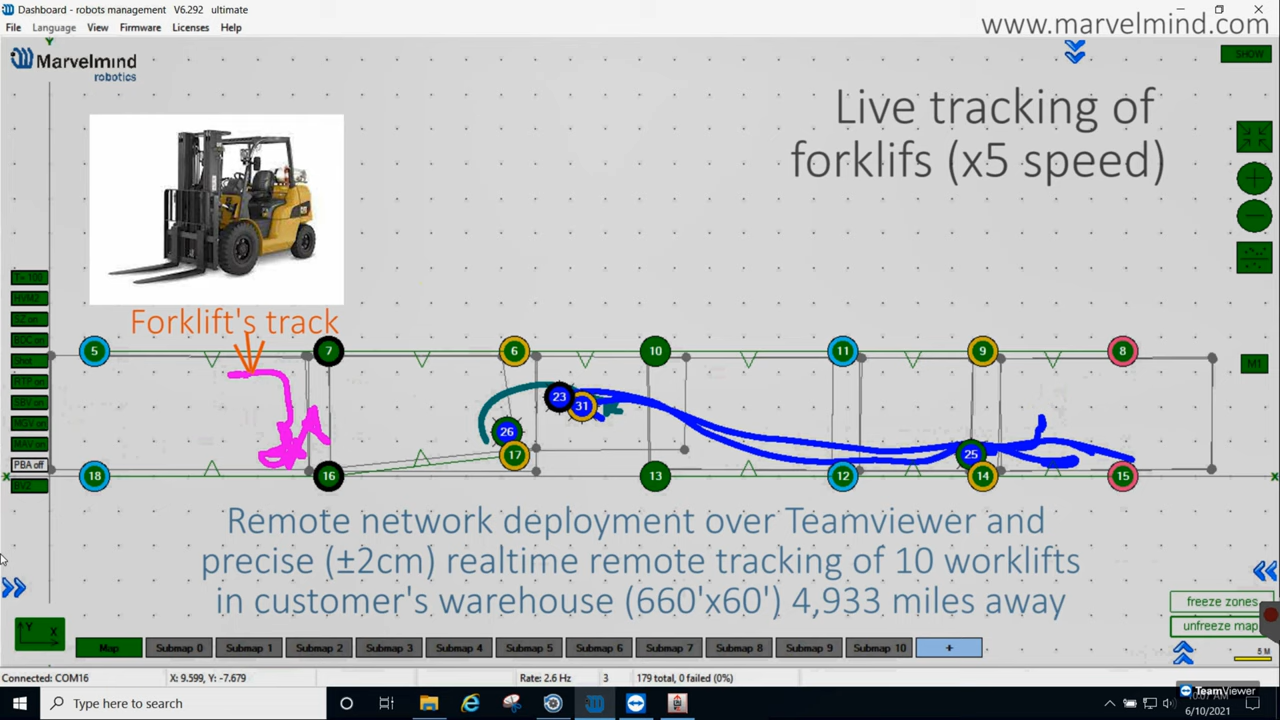 Dashboard - robots management V6.292 ultimate
File Language View Firmware Licenses Help
www.marvelmind.com
Marvelmind
robotics
SHOW
Live tracking of
forklifs (x5 speed)
Forklift's track
HVM2
Shot
PBA off
M1
5 7 6 10 11 9 8
23 31
26 17 25
18 16 13 12 14 15
Remote network deployment over Teamviewer and
precise (±2cm) realtime remote tracking of 10 worklifts
in customer's warehouse (660'x60') 4,933 miles away
freeze zones
unfreeze map
Y X
Map Submap 0 Submap 1 Submap 2 Submap 3 Submap 4 Submap 5 Submap 6 Submap 7 Submap 8 Submap 9 Submap 10 +
5 M
Connected: COM16 X: 9.599, Y: -7.679 Rate: 2.6 Hz 3 179 total, 0 failed (0%)
TeamViewer
Type here to search
6/10/2021